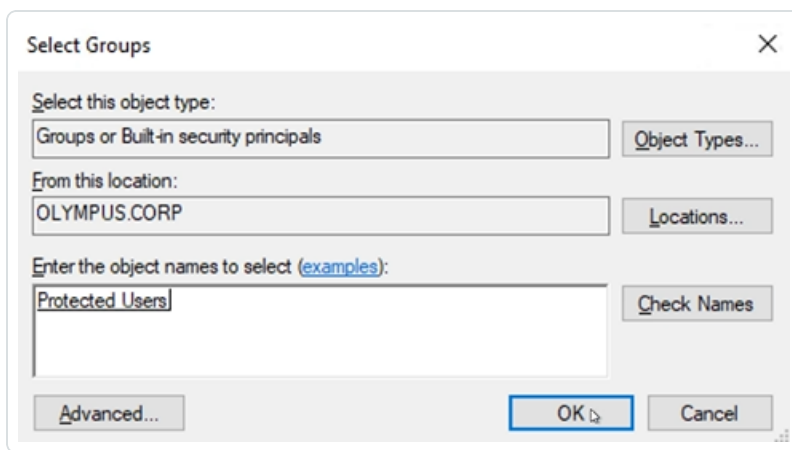 Select Groups
Select this object type:
Groups or Built-in security principals
Object Types...
From this location:
OLYMPUS.CORP
Locations...
Enter the object names to select (examples):
Protected Users
Check Names
Advanced...
OK
Cancel